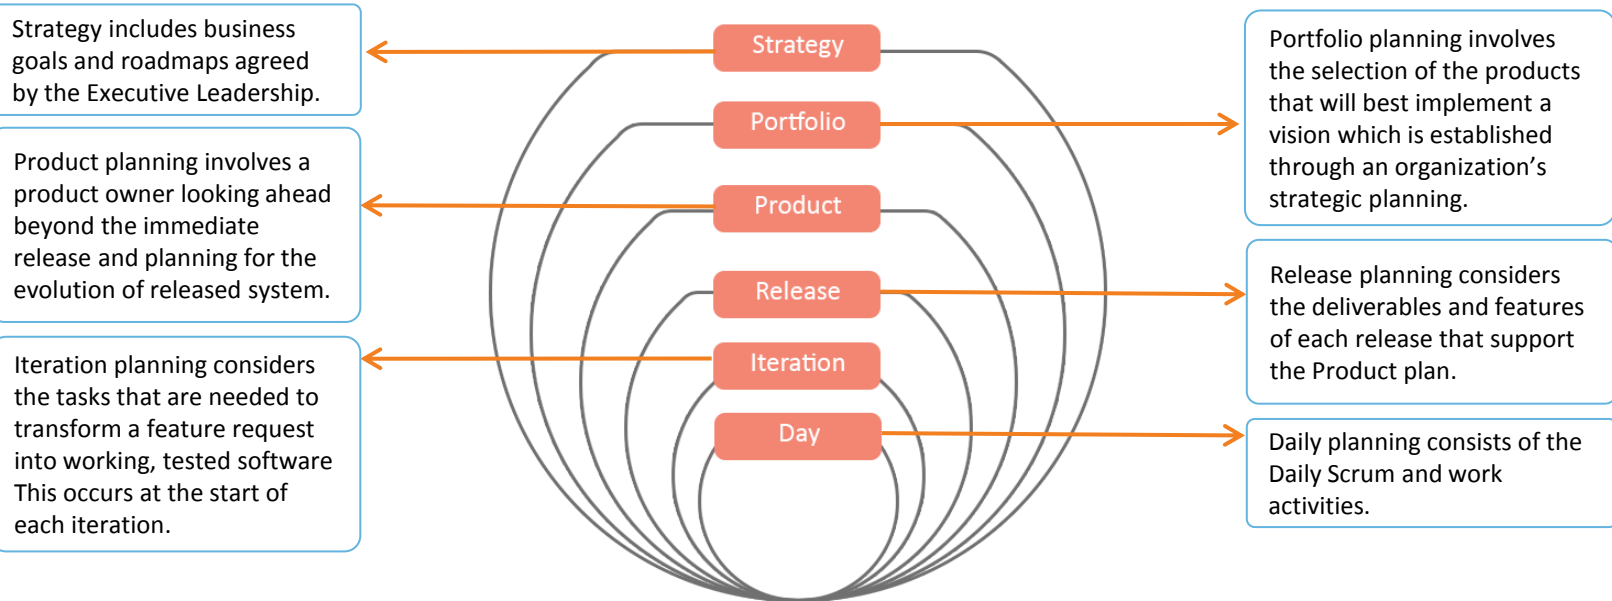 Strategy includes business
goals and roadmaps agreed
by the Executive Leadership.
Product planning involves a
product owner looking ahead
beyond the immediate
release and planning for the
evolution of released system.
Iteration planning considers
the tasks that are needed to
transform a feature request
into working, tested software
This occurs at the start of
each iteration.
Strategy
Portfolio
Product
Release
Iteration
Day
Portfolio planning involves
the selection of the products
that will best implement a
vision which is established
through an organization’s
strategic planning.
Release planning considers
the deliverables and features
of each release that support
the Product plan.
Daily planning consists of the
Daily Scrum and work
activities.